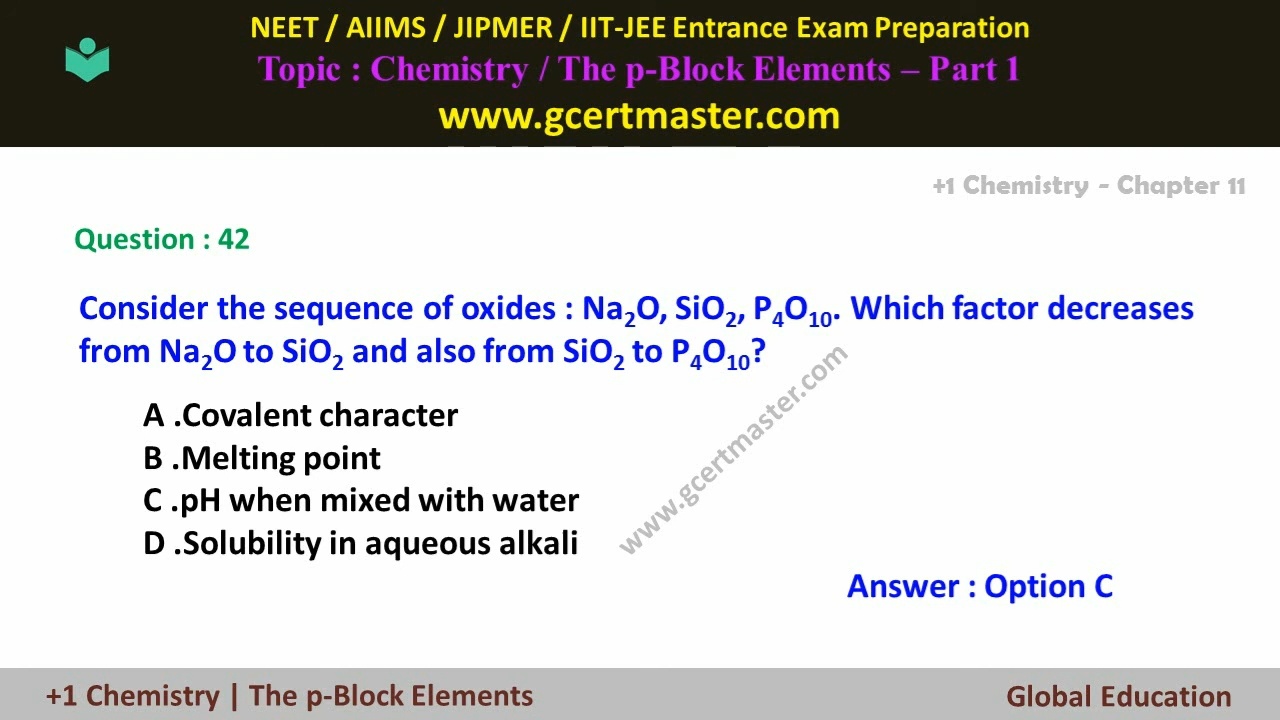 NEET / AIIMS / JIPMER / IIT-JEE Entrance Exam Preparation
Topic : Chemistry / The p-Block Elements – Part 1
www.gcertmaster.com
+1 Chemistry - Chapter 11
Question : 42
Consider the sequence of oxides : Na₂O, SiO₂, P₄O₁₀. Which factor decreases
from Na₂O to SiO₂ and also from SiO₂ to P₄O₁₀?
A .Covalent character
B .Melting point
C .pH when mixed with water
D .Solubility in aqueous alkali
www.gcertmaster.com
Answer : Option C
+1 Chemistry | The p-Block Elements
Global Education